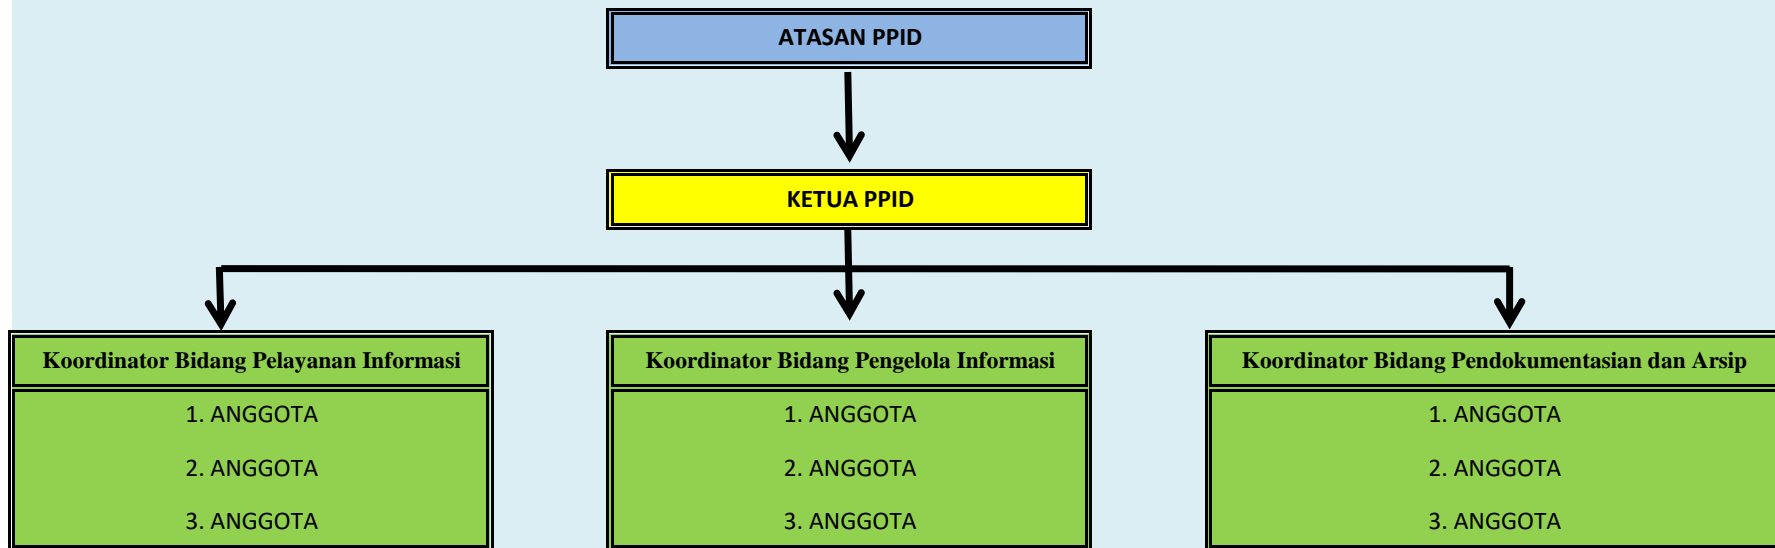 ATASAN PPID
KETUA PPID
Koordinator Bidang Pelayanan Informasi
1. ANGGOTA
2. ANGGOTA
3. ANGGOTA
Koordinator Bidang Pengelola Informasi
1. ANGGOTA
2. ANGGOTA
3. ANGGOTA
Koordinator Bidang Pendokumentasian dan Arsip
1. ANGGOTA
2. ANGGOTA
3. ANGGOTA